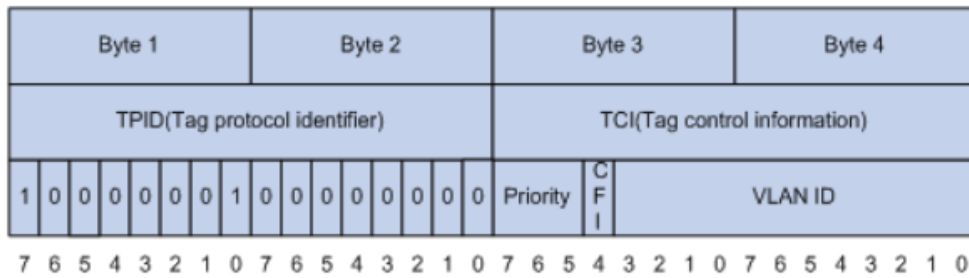 Byte 1 Byte 2 Byte 3 Byte 4
TPID(Tag protocol identifier) TCI(Tag control information)
1 0 0 0 0 0 0 1 0 0 0 0 0 0 0 0 Priority CFI VLAN ID
7 6 5 4 3 2 1 0 7 6 5 4 3 2 1 0 7 6 5 4 3 2 1 0 7 6 5 4 3 2 1 0